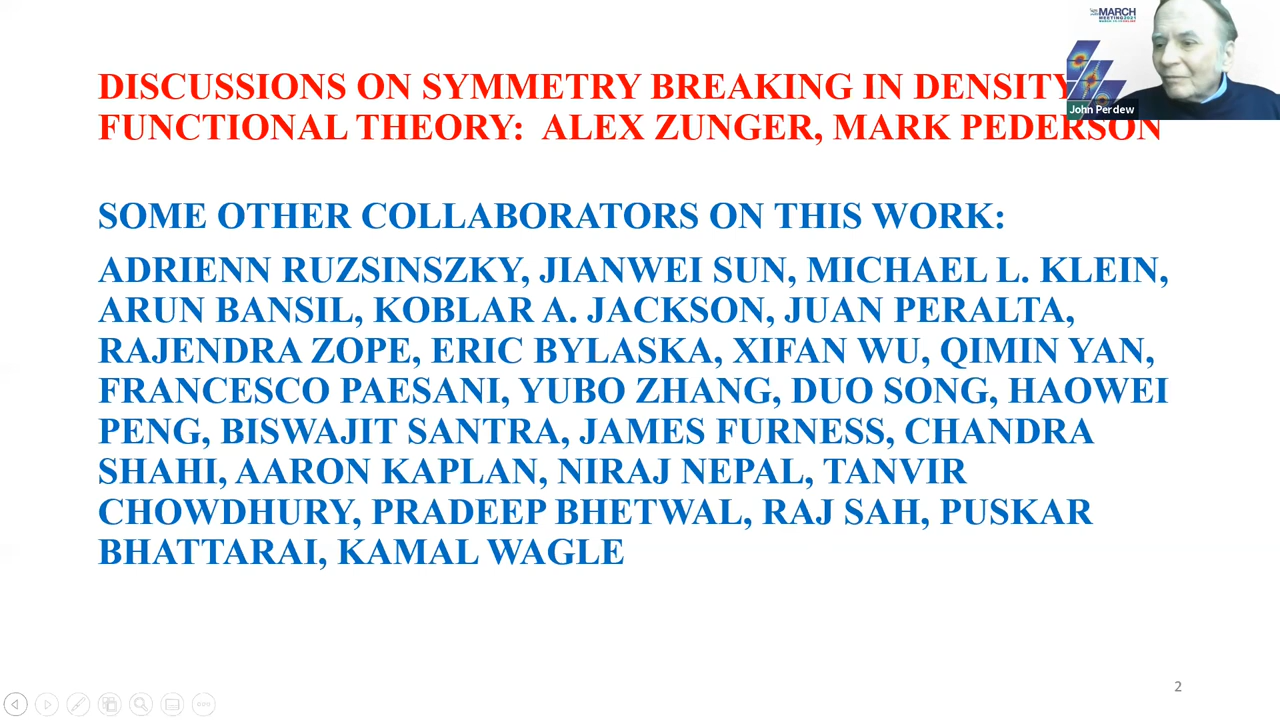 DISCUSSIONS ON SYMMETRY BREAKING IN DENSITY
FUNCTIONAL THEORY: ALEX ZUNGER, MARK PEDERSON
SOME OTHER COLLABORATORS ON THIS WORK:
ADRIENN RUZSINSZKY, JIANWEI SUN, MICHAEL L. KLEIN,
ARUN BANSIL, KOBLAR A. JACKSON, JUAN PERALTA,
RAJENDRA ZOPE, ERIC BYLASKA, XIFAN WU, QIMIN YAN,
FRANCESCO PAESANI, YUBO ZHANG, DUO SONG, HAOWEI
PENG, BISWAJIT SANTRA, JAMES FURNESS, CHANDRA
SHAHI, AARON KAPLAN, NIRAJ NEPAL, TANVIR
CHOWDHURY, PRADEEP BHETWAL, RAJ SAH, PUSKAR
BHATTARAI, KAMAL WAGLE
MARCH
MEETING2021
John Perdew
2